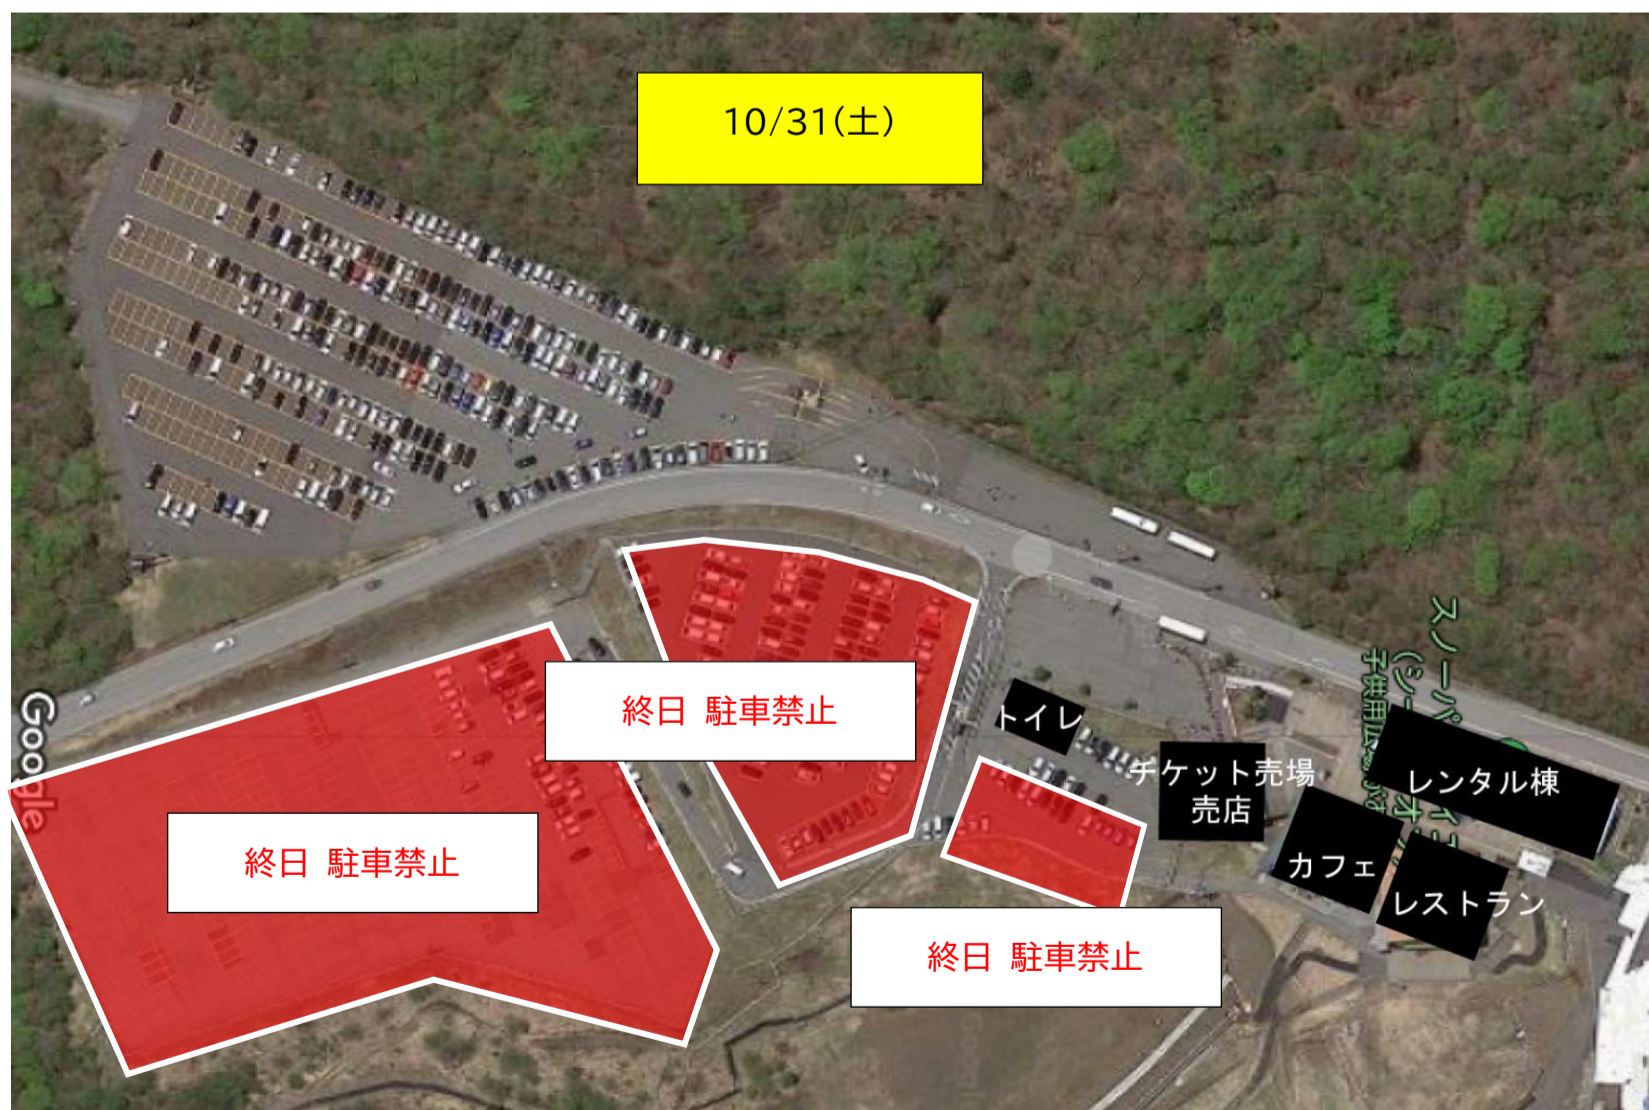 10/31(土)
終日 駐車禁止
トイレ
チケット売場
売店
レンタル棟
カフェ
レストラン
終日 駐車禁止
終日 駐車禁止
Google